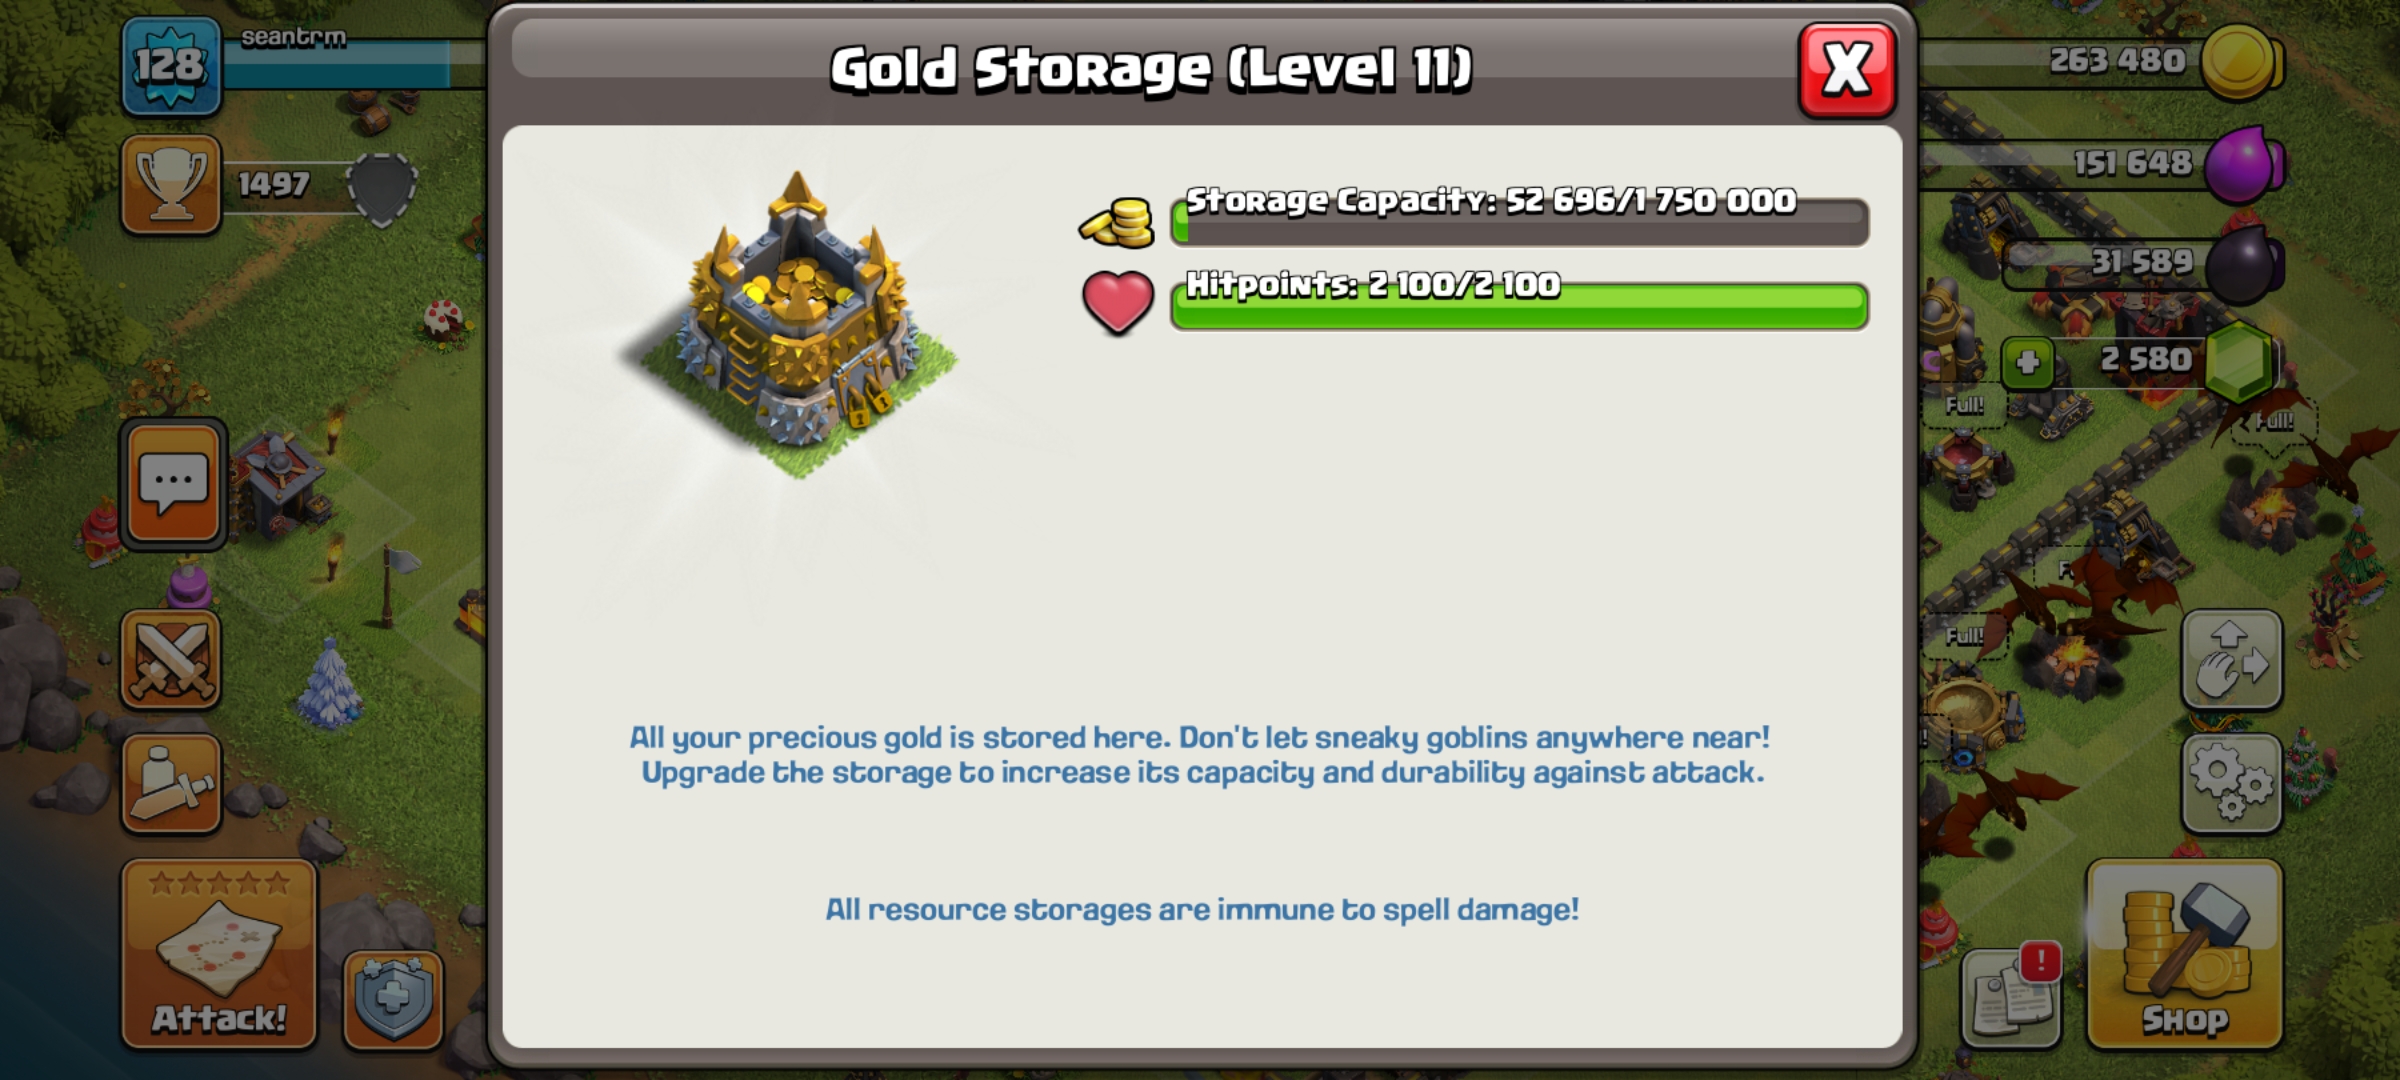 128
seantrm
1497
Gold Storage (Level 11)
X
Storage Capacity: 52 696/1 750 000
Hitpoints: 2 100/2 100
263 480
151 648
31 589
2 580
Full!
Full!
Full!
All your precious gold is stored here. Don't let sneaky goblins anywhere near!
Upgrade the storage to increase its capacity and durability against attack.
All resource storages are immune to spell damage!
Attack!
!
Shop